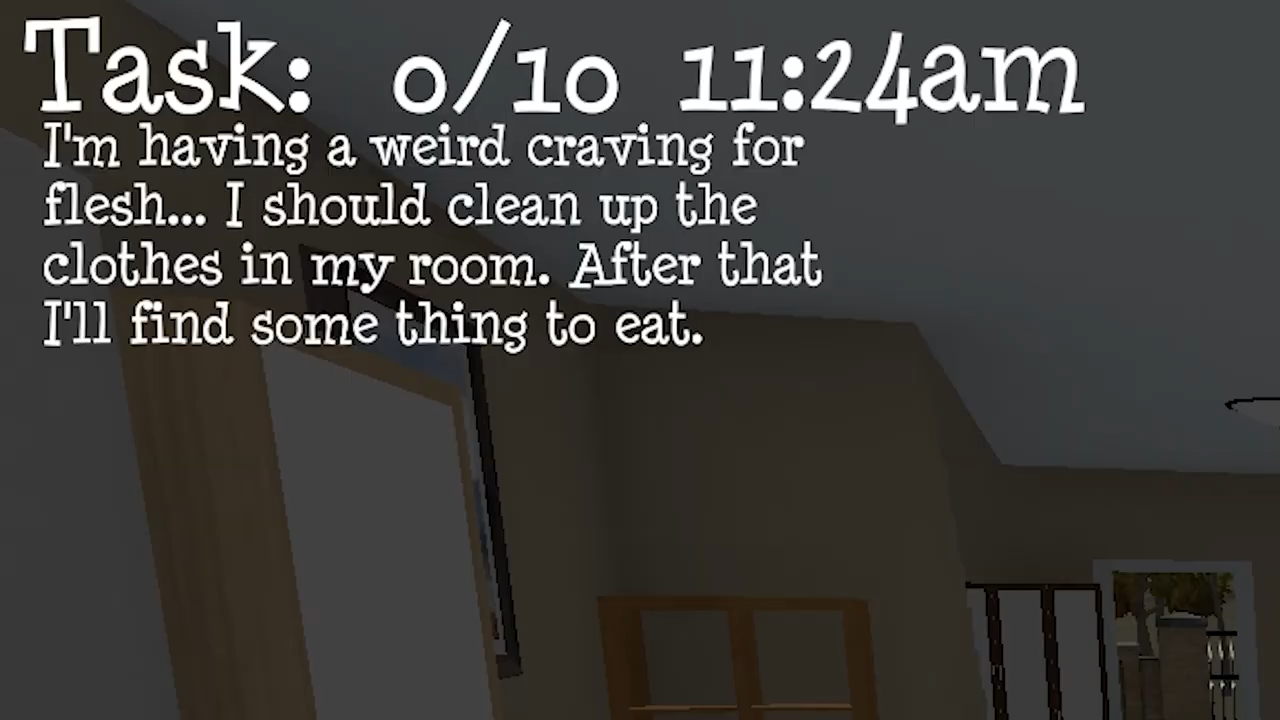 Task: 0/10 11:24am
I'm having a weird craving for
flesh... I should clean up the
clothes in my room. After that
I'll find some thing to eat.